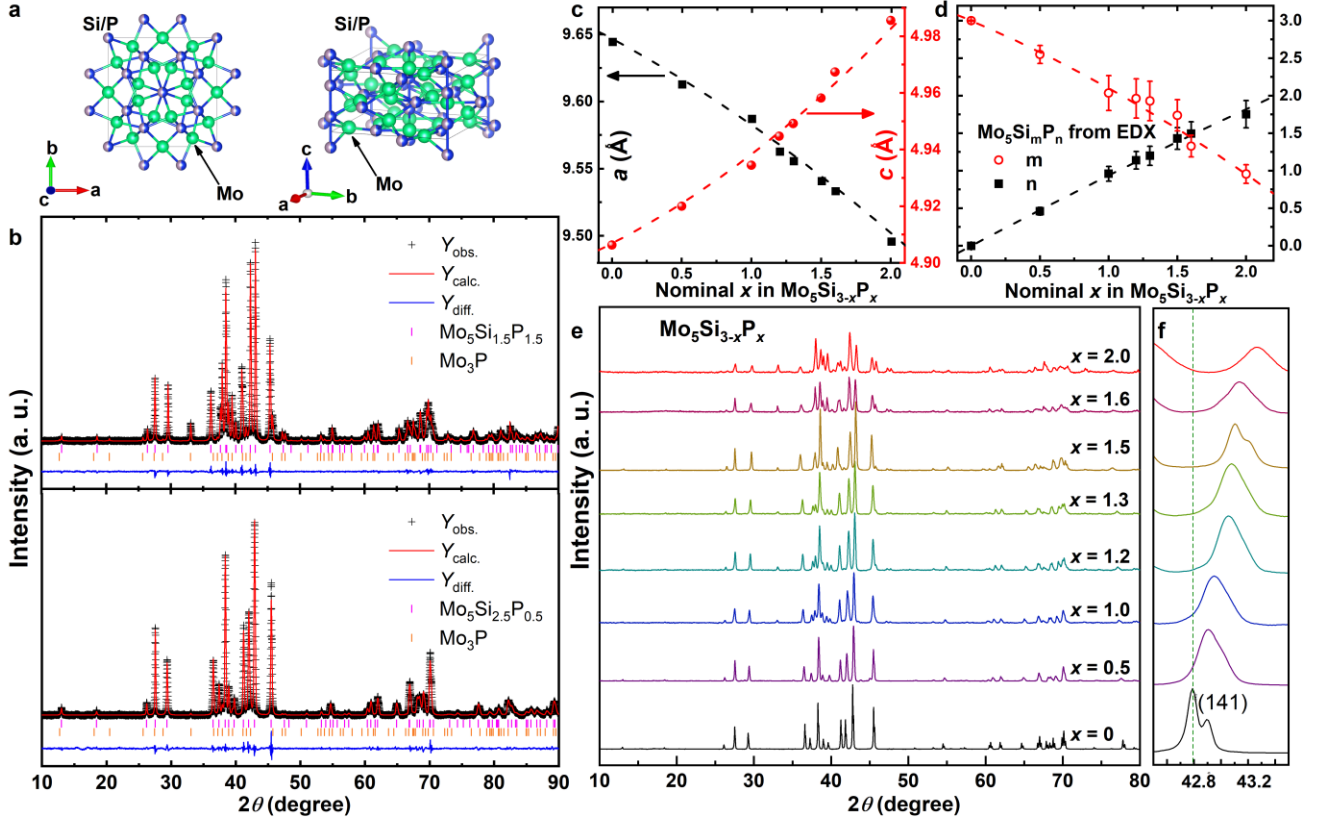 a
Si/P
Mo
b
a
c
Si/P
Mo
c
b
a
b
Y_obs.
Y_calc.
Y_diff.
Mo₅Si₁.₅P₁.₅
Mo₃P
Y_obs.
Y_calc.
Y_diff.
Mo₅Si₂.₅P₀.₅
Mo₃P
Intensity (a. u.)
10 20 30 40 50 60 70 80 90
2θ (degree)
c
9.65
9.60
9.55
9.50
a (Å)
4.98
4.96
4.94
4.92
4.90
c (Å)
0.0 0.5 1.0 1.5 2.0
Nominal x in Mo₅Si₃₋ₓPₓ
d
Mo₅SiₘPₙ from EDX
m
n
3.0
2.5
2.0
1.5
1.0
0.5
0.0
0.0 0.5 1.0 1.5 2.0
Nominal x in Mo₅Si₃₋ₓPₓ
e
Mo₅Si₃₋ₓPₓ
x = 2.0
x = 1.6
x = 1.5
x = 1.3
x = 1.2
x = 1.0
x = 0.5
x = 0
Intensity (a. u.)
10 20 30 40 50 60 70 80
2θ (degree)
f
(141)
42.8 43.2